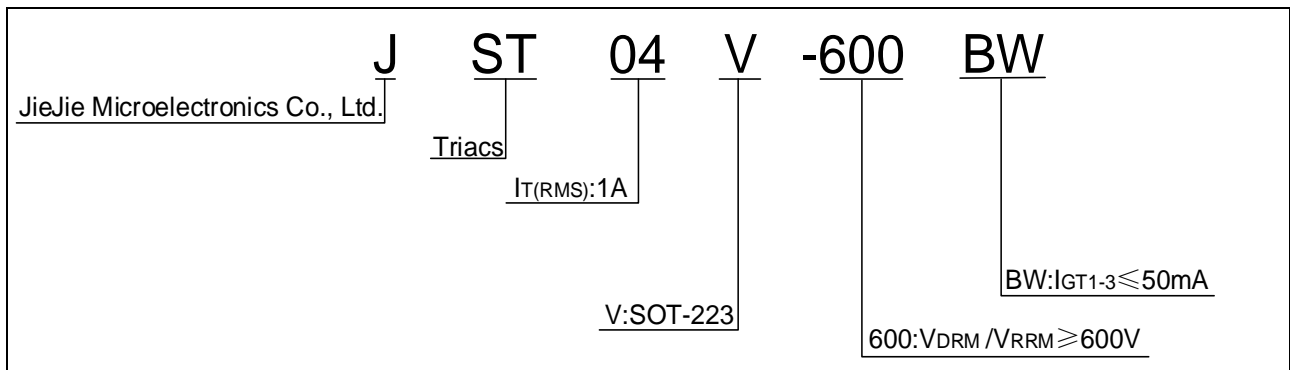 J ST 04 V -600 BW
JieJie Microelectronics Co., Ltd.
Triacs
IT(RMS):1A
BW:IGT1-3≤50mA
V:SOT-223
600:VDRM /VRRM≥600V